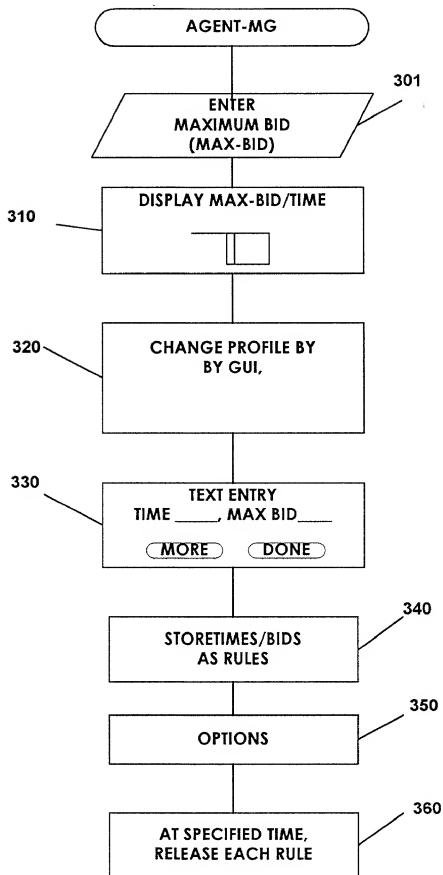 AGENT-MG
301
ENTER
MAXIMUM BID
(MAX-BID)
310
DISPLAY MAX-BID/TIME
320
CHANGE PROFILE BY
BY GUI,
330
TEXT ENTRY
TIME _____, MAX BID____
MORE DONE
340
STORETIMES/BIDS
AS RULES
350
OPTIONS
360
AT SPECIFIED TIME,
RELEASE EACH RULE